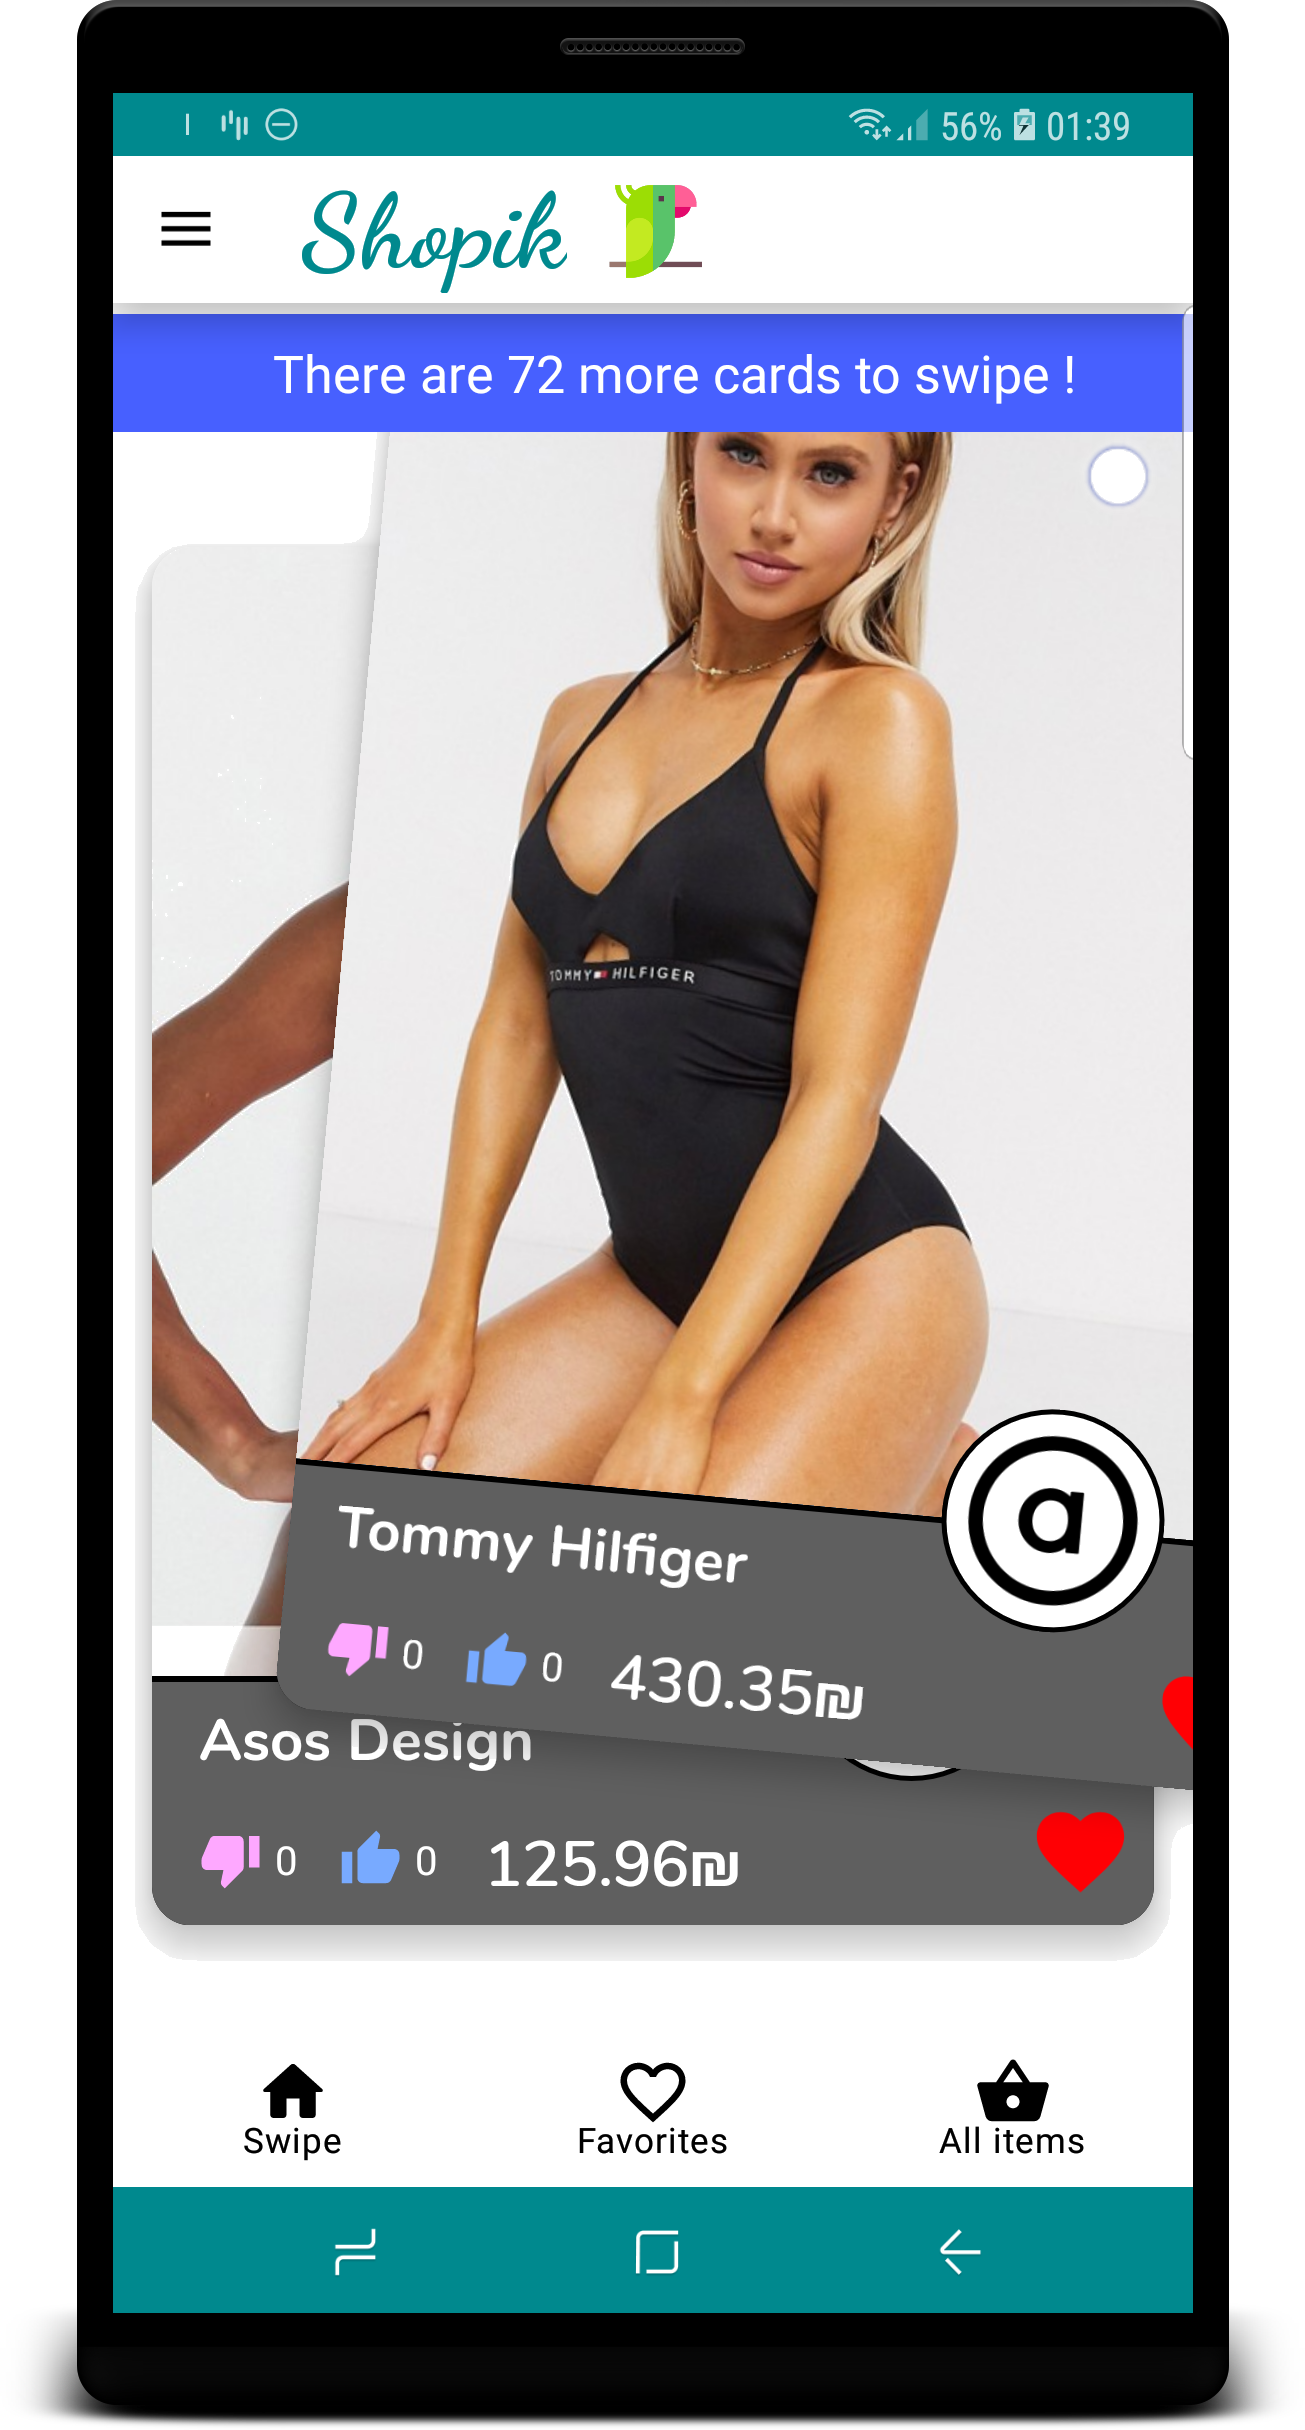 56% 01:39
Shopik
There are 72 more cards to swipe !
TOMMY HILFIGER
a
Tommy Hilfiger
0 0 430.35₪
Asos Design
0 0 125.96₪
Swipe Favorites All items